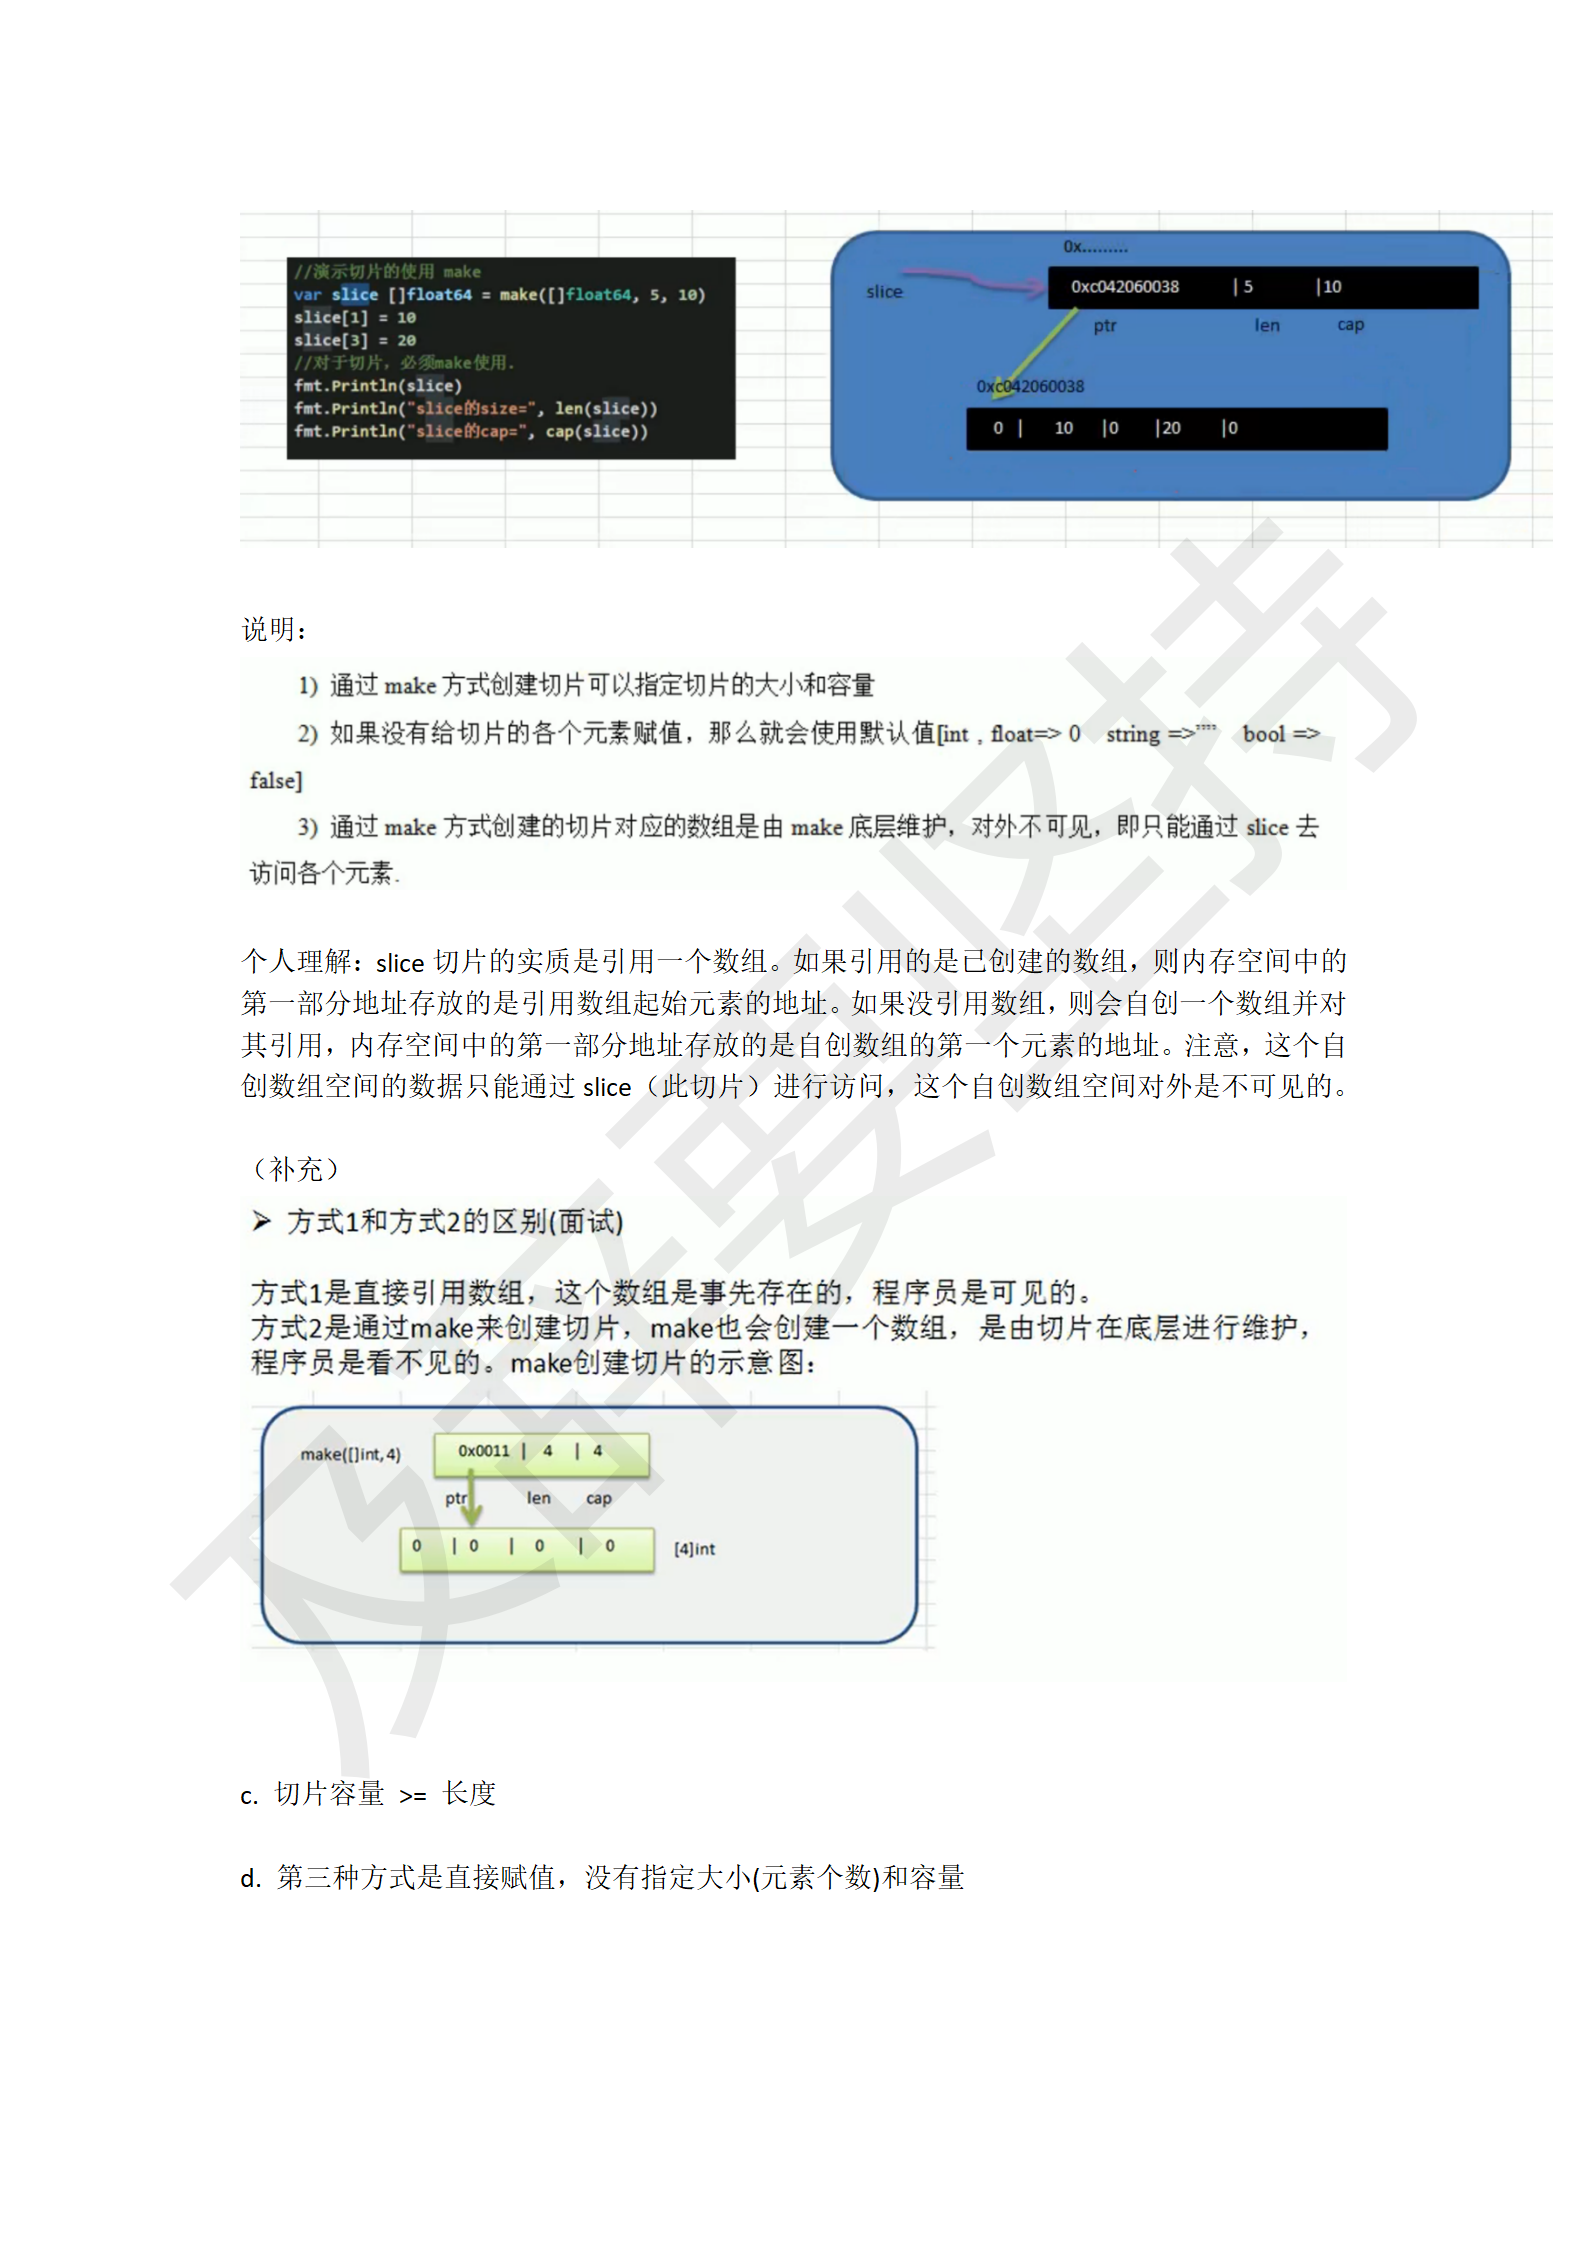 //演示切片的使用 make
var slice []float64 = make([]float64, 5, 10)
slice[1] = 10
slice[3] = 20
//对于切片，必须make使用.
fmt.Println(slice)
fmt.Println("slice的size=", len(slice))
fmt.Println("slice的cap=", cap(slice))
0x.........
slice
0xc042060038 |5 |10
ptr len cap
0xc042060038
0 | 10 |0 |20 |0
说明：
1) 通过 make 方式创建切片可以指定切片的大小和容量
2) 如果没有给切片的各个元素赋值，那么就会使用默认值[int , float=> 0 string =>”” bool =>
false]
3) 通过 make 方式创建的切片对应的数组是由 make 底层维护，对外不可见，即只能通过 slice 去
访问各个元素.
个人理解：slice 切片的实质是引用一个数组。如果引用的是已创建的数组，则内存空间中的
第一部分地址存放的是引用数组起始元素的地址。如果没引用数组，则会自创一个数组并对
其引用，内存空间中的第一部分地址存放的是自创数组的第一个元素的地址。注意，这个自
创数组空间的数据只能通过 slice（此切片）进行访问，这个自创数组空间对外是不可见的。
（补充）
➢ 方式1和方式2的区别(面试)
方式1是直接引用数组，这个数组是事先存在的，程序员是可见的。
方式2是通过make来创建切片，make也会创建一个数组，是由切片在底层进行维护，
程序员是看不见的。make创建切片的示意图：
make([]int,4)
0x0011 | 4 | 4
ptr len cap
0 | 0 | 0 | 0
[4]int
c. 切片容量 >= 长度
d. 第三种方式是直接赋值，没有指定大小(元素个数)和容量
及辞要坚持